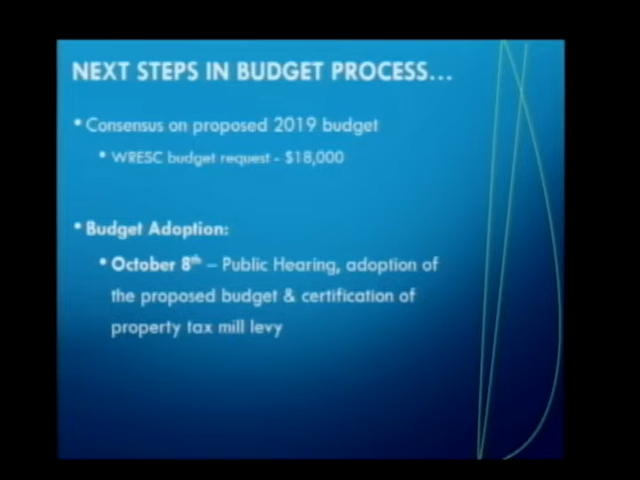 NEXT STEPS IN BUDGET PROCESS...
• Consensus on proposed 2019 budget
• WRESC budget request - $18,000
• Budget Adoption:
• October 8th – Public Hearing, adoption of
the proposed budget & certification of
property tax mill levy